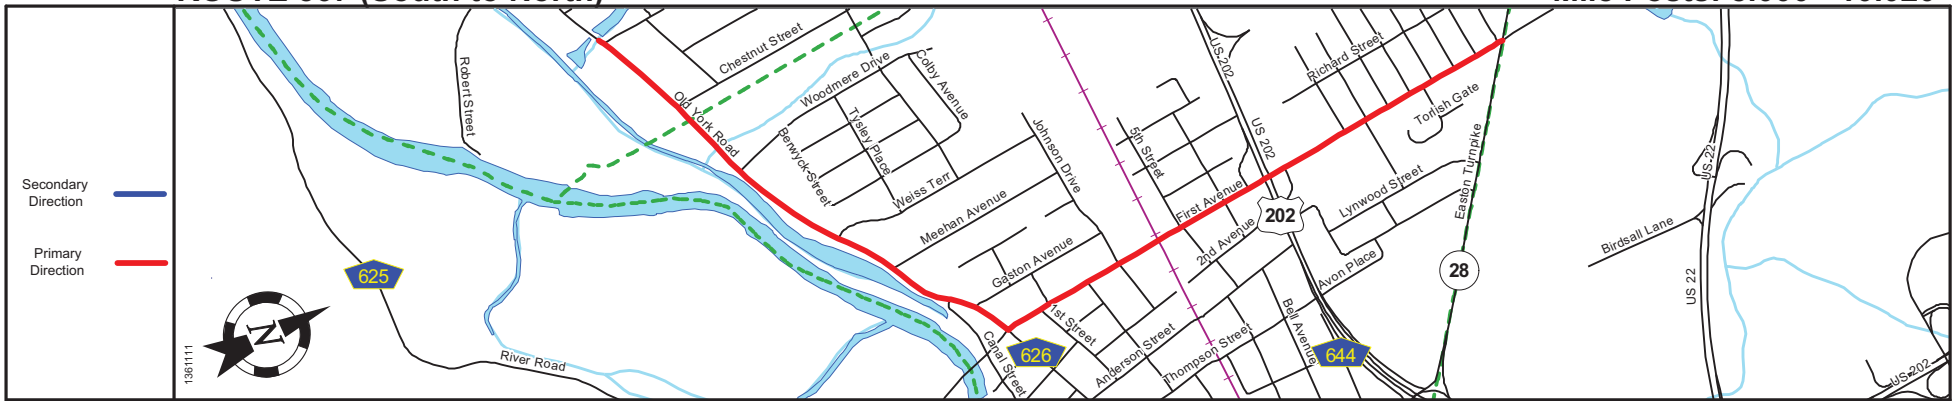 Secondary
Direction
Primary
Direction
Robert Street
Chestnut Street
Old York Road
Woodmere Drive
Colby Avenue
Berwyck Street
Tysley Place
Weiss Terr
Meehan Avenue
Johnson Drive
Gaston Avenue
5th Street
First Avenue
2nd Avenue
US 202
US 202
202
Richard Street
Torlish Gate
Lynwood Street
Avon Place
Easton Turnpike
28
Birdsall Lane
US 22
US 22
US 202
625
River Road
N
1361111
Canal Street
626
1st Street
Anderson Street
Thompson Street
Bell Avenue
644